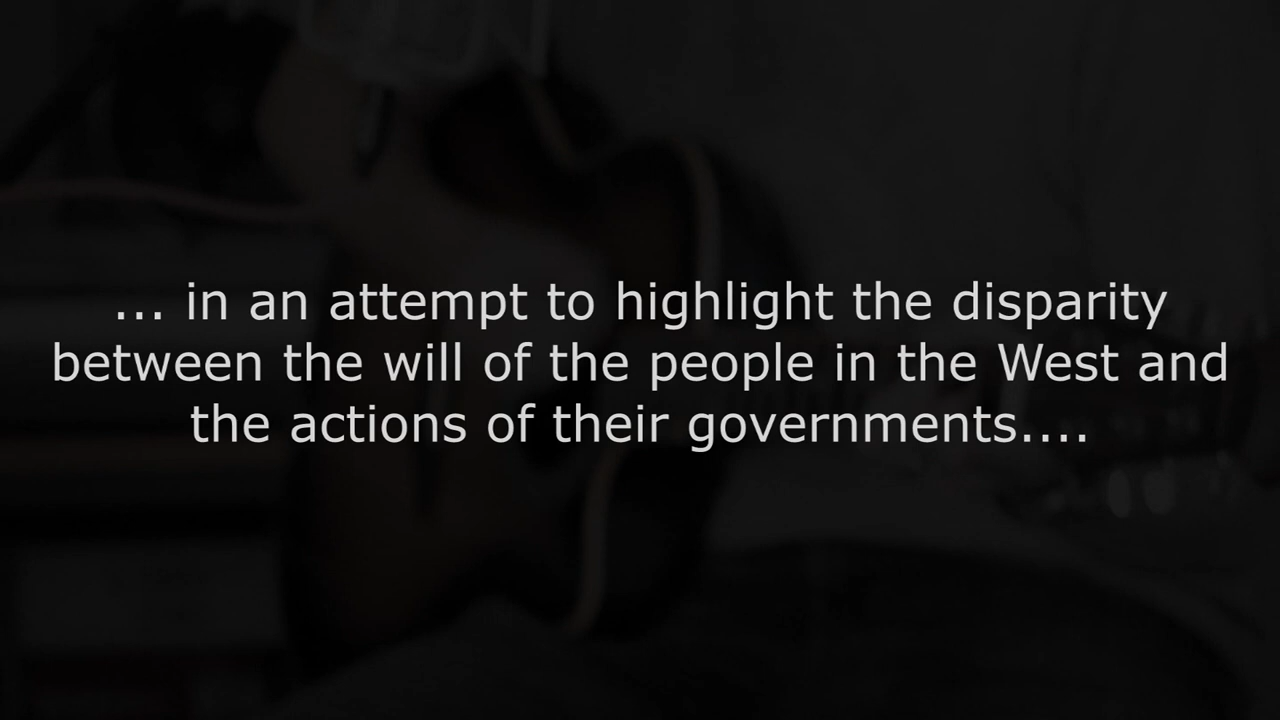 ... in an attempt to highlight the disparity
between the will of the people in the West and
the actions of their governments....